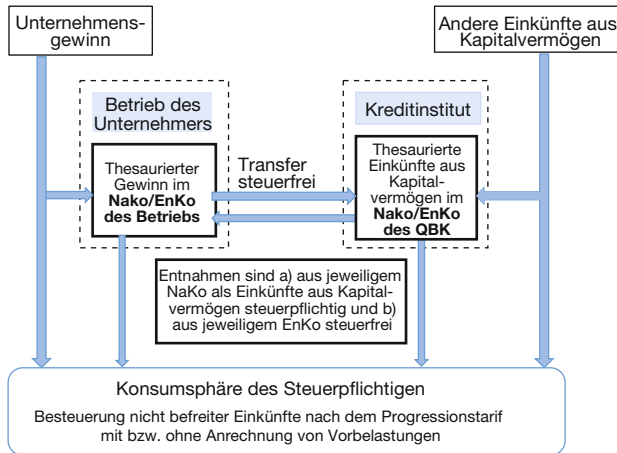 Unternehmens-
gewinn
Andere Einkünfte aus
Kapitalvermögen
Betrieb des
Unternehmers
Kreditinstitut
Thesaurierter
Gewinn im
Nako/EnKo
des Betriebs
Transfer
steuerfrei
Thesaurierte
Einkünfte aus
Kapital-
vermögen im
Nako/EnKo
des QBK
Entnahmen sind a) aus jeweiligem
NaKo als Einkünfte aus Kapital-
vermögen steuerpflichtig und b)
aus jeweiligem EnKo steuerfrei
Konsumsphäre des Steuerpflichtigen
Besteuerung nicht befreiter Einkünfte nach dem Progressionstarif
mit bzw. ohne Anrechnung von Vorbelastungen